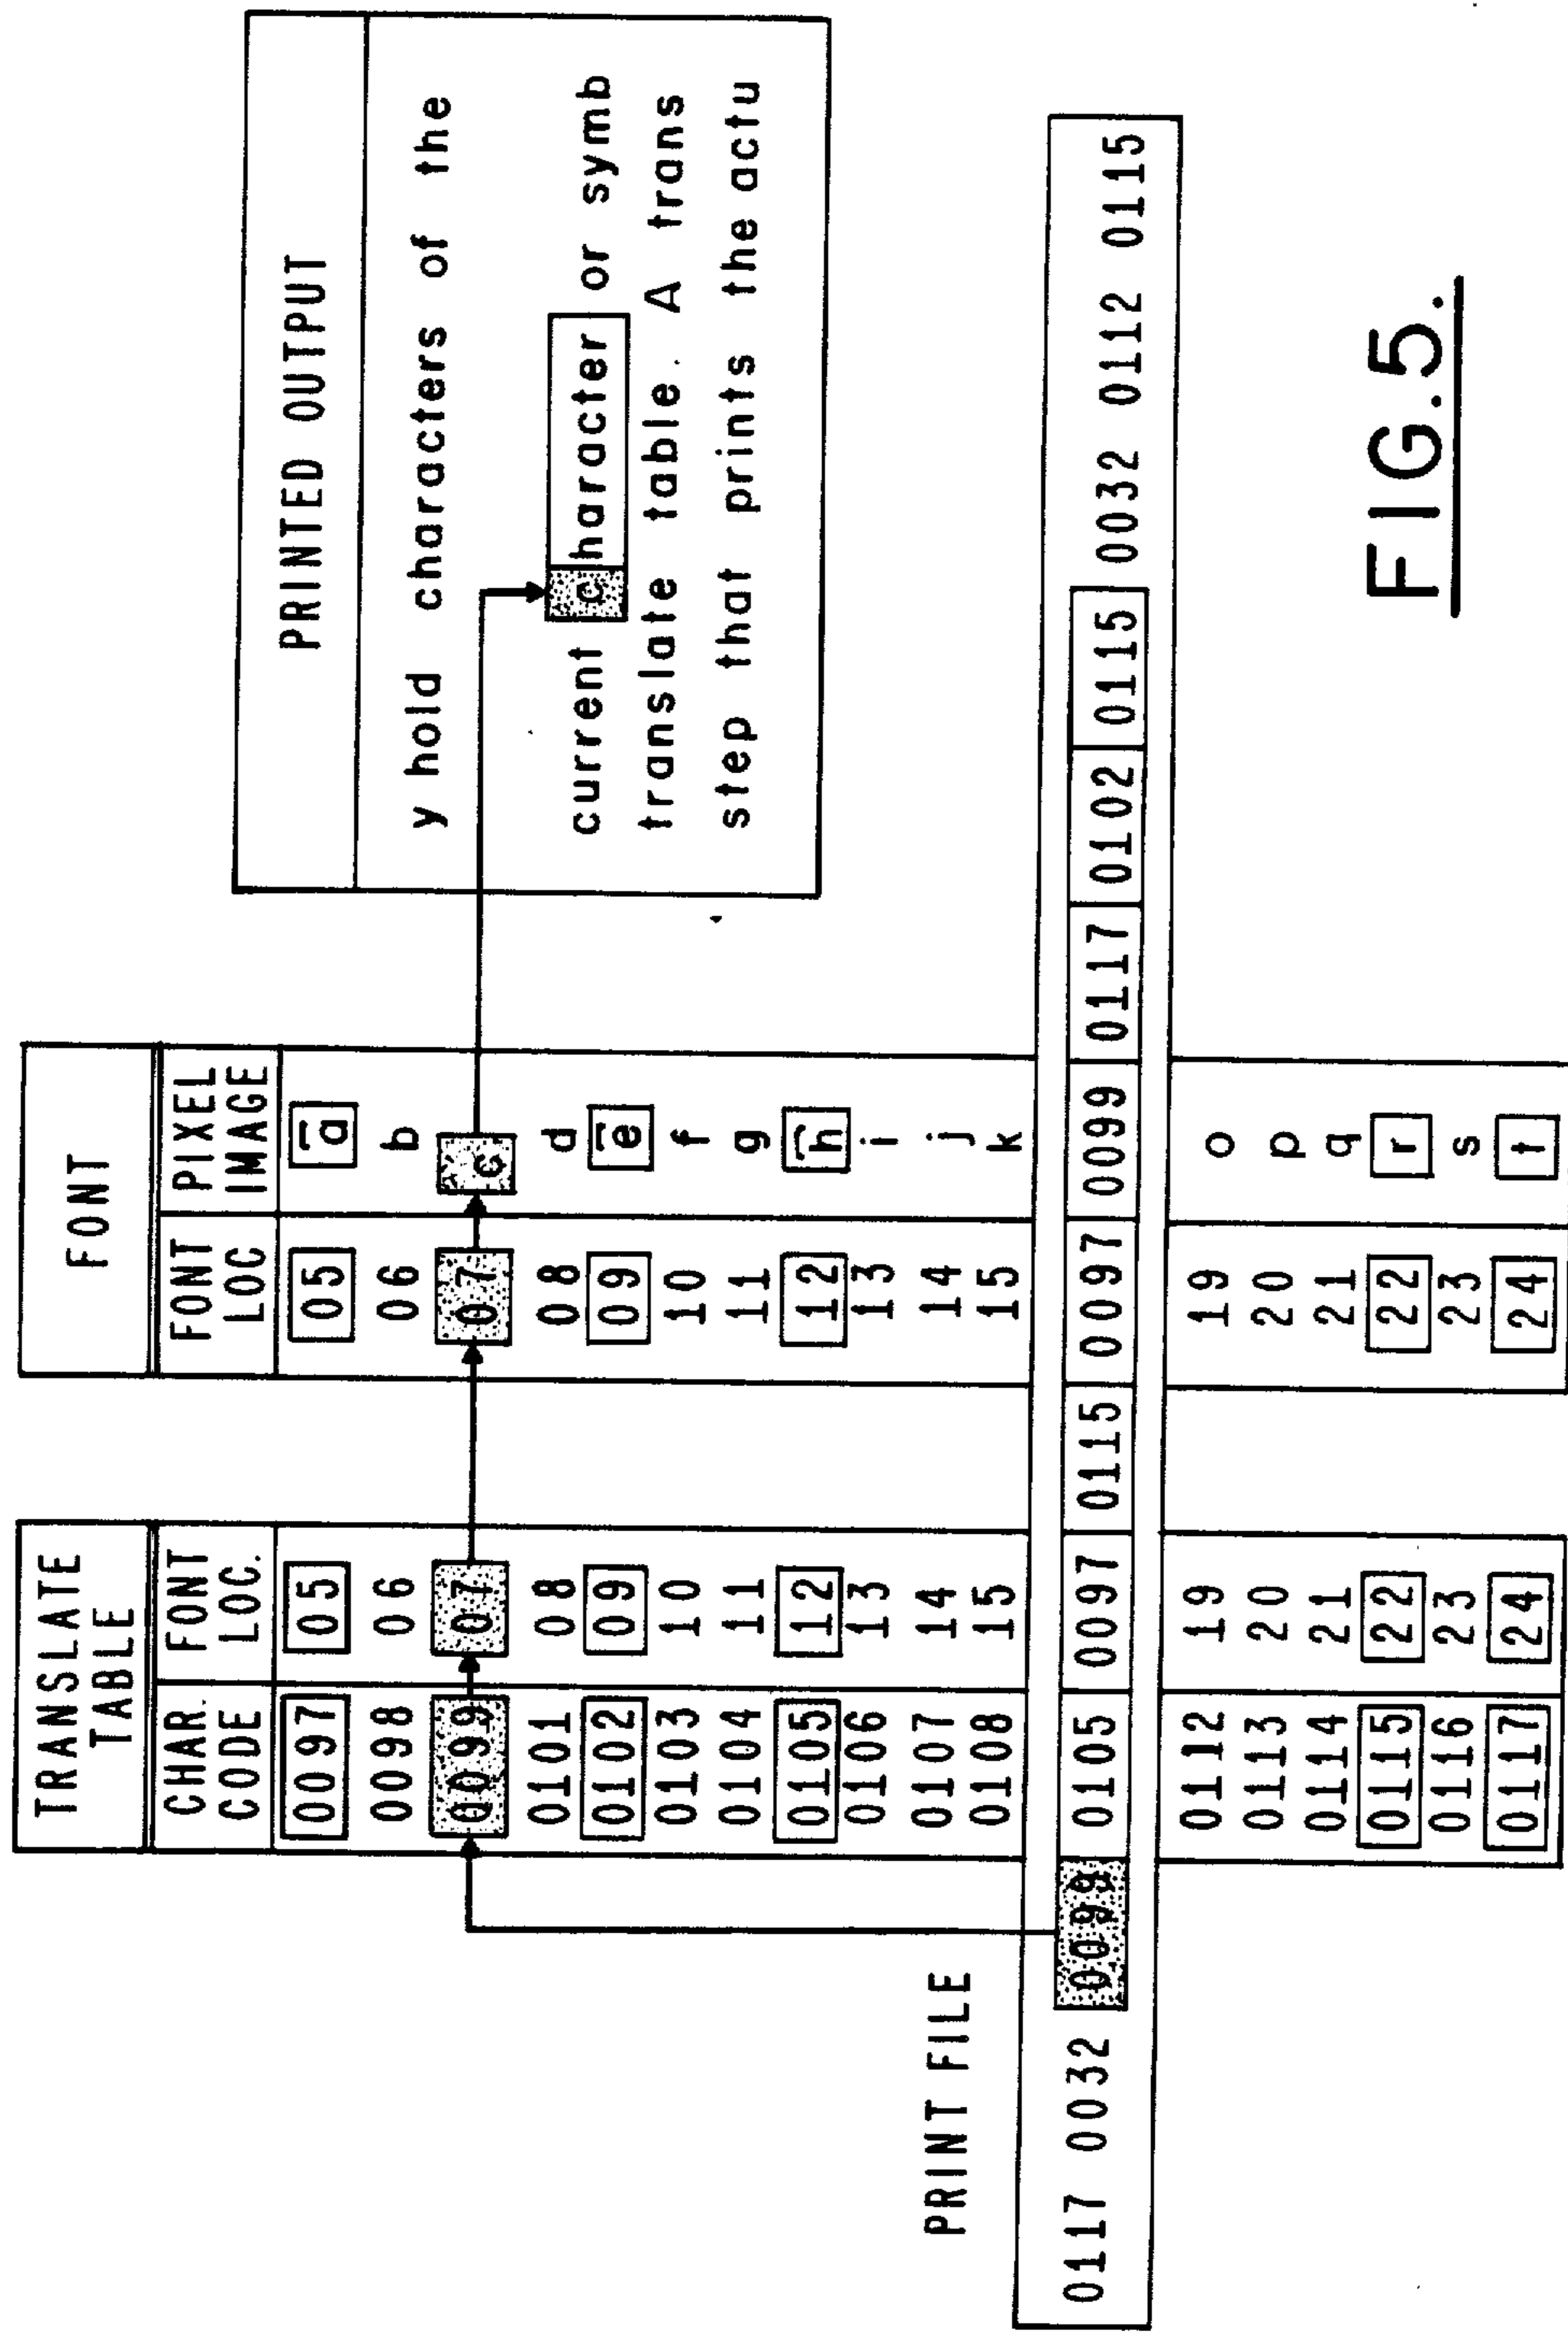 TRANSLATE TABLE
CHAR. CODE
FONT LOC.
0097 05
0098 06
0099 07
0101 08
0102 09
0103 10
0104 11
0105 12
0106 13
0107 14
0108 15
0112 19
0113 20
0114 21
0115 22
0116 23
0117 24
FONT
FONT LOC
PIXEL IMAGE
05 a
06 b
07 c
08 d
09 e
10 f
11 g
12 h
13 i
14 j
15 k
19 o
20 p
21 q
22 r
23 s
24 t
PRINTED OUTPUT
y hold characters of the
current character or symb
translate table. A trans
step that prints the actu
PRINT FILE
0117 0032 0099 0105 0097 0115 0097 0099 0117 0102 0115 0032 0112 0115
FIG.5.